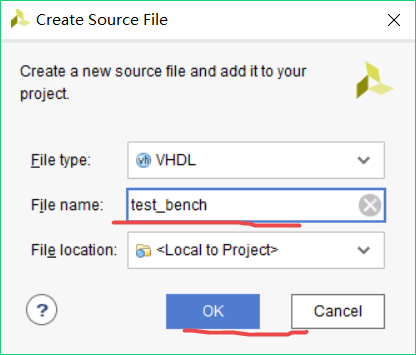 Create Source File
Create a new source file and add it to your
project.
File type: vh VHDL
File name: test_bench
File location: <Local to Project>
? OK Cancel